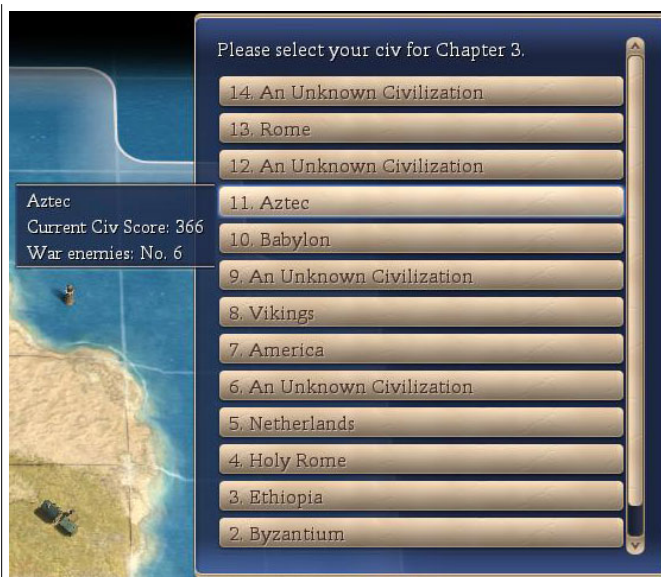 Please select your civ for Chapter 3.
14. An Unknown Civilization
13. Rome
12. An Unknown Civilization
11. Aztec
10. Babylon
9. An Unknown Civilization
8. Vikings
7. America
6. An Unknown Civilization
5. Netherlands
4. Holy Rome
3. Ethiopia
2. Byzantium
Aztec
Current Civ Score: 366
War enemies: No. 6